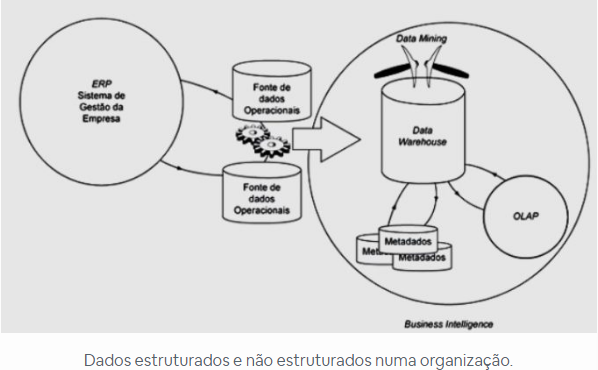 Data Mining
ERP
Sistema de
Gestão da
Empresa
Fonte de
dados
Operacionais
Data
Warehouse
Fonte de
dados
Operacionais
OLAP
Metadados
Meta
Metadados
Business Intelligence
Dados estruturados e não estruturados numa organização.